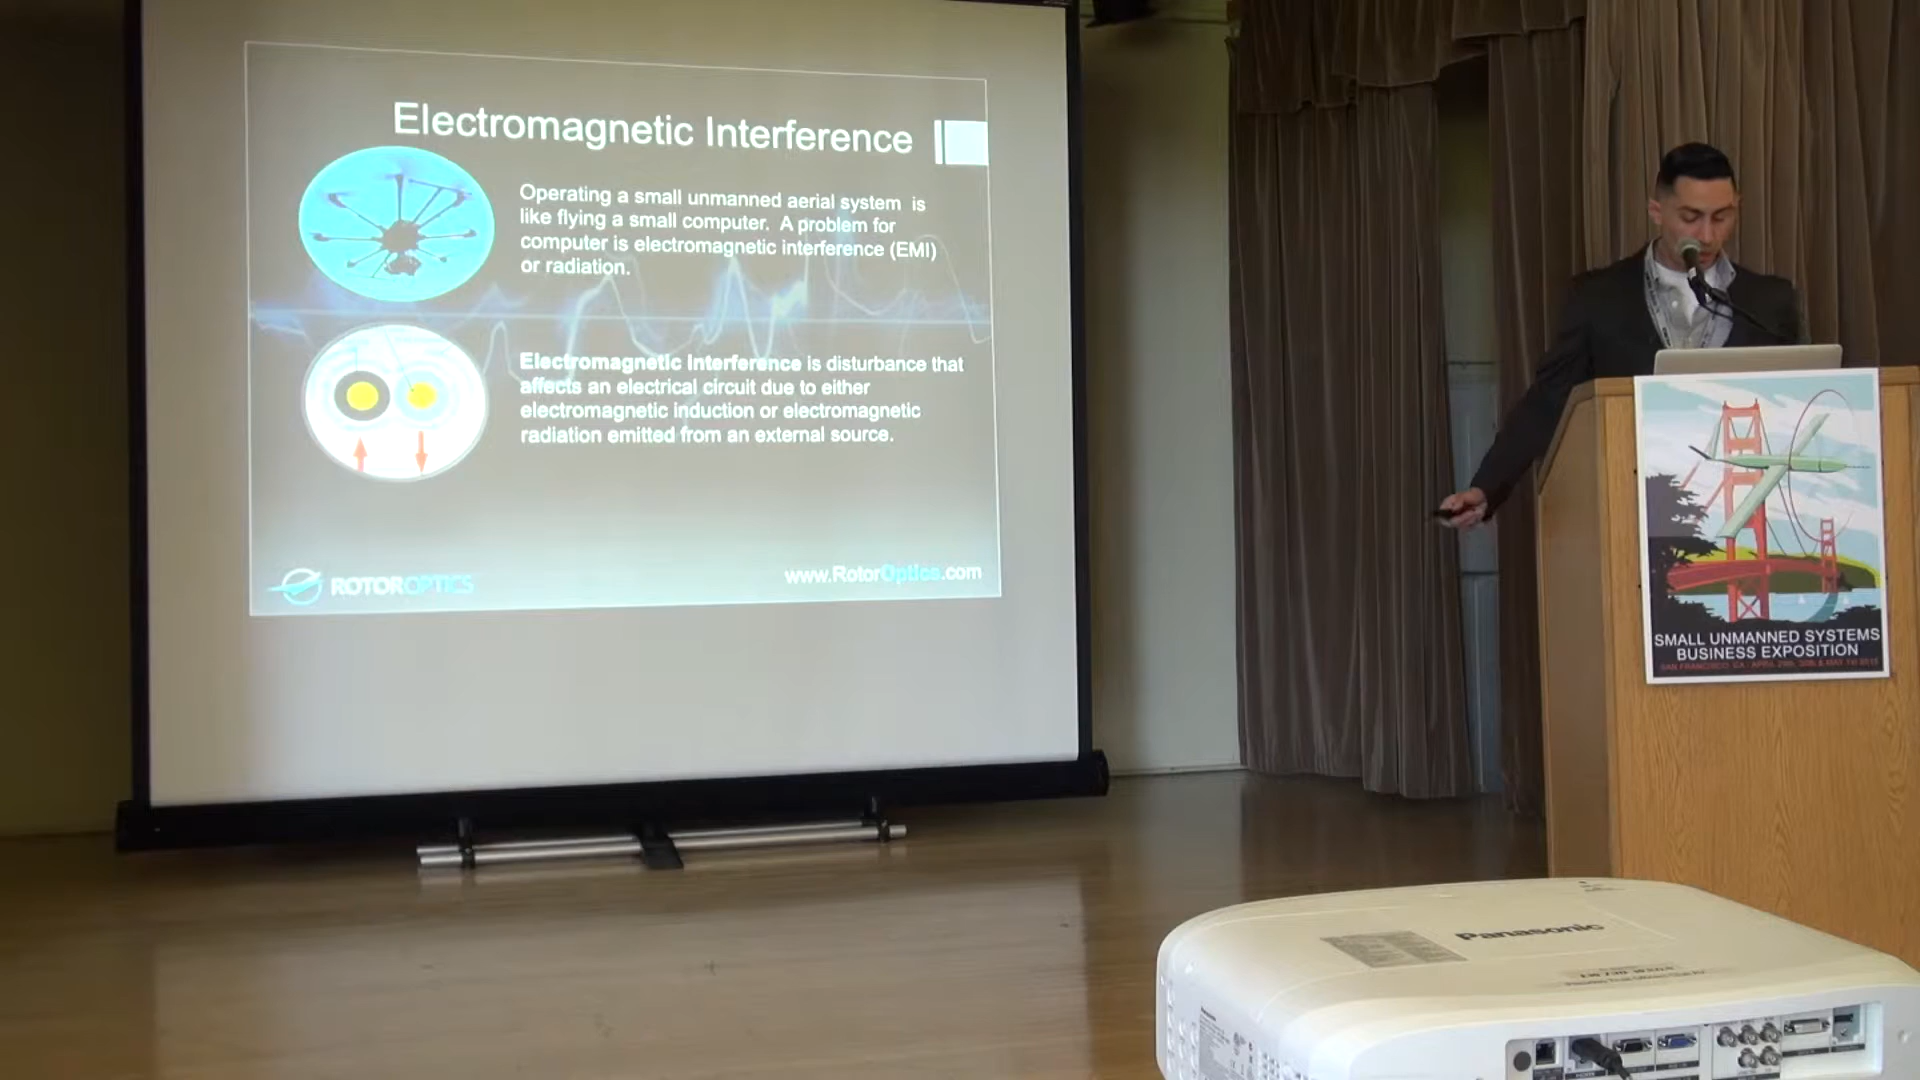 Electromagnetic Interference
Operating a small unmanned aerial system is
like flying a small computer. A problem for
computer is electromagnetic interference (EMI)
or radiation.
Electromagnetic Interference is disturbance that
affects an electrical circuit due to either
electromagnetic induction or electromagnetic
radiation emitted from an external source.
ROTOROPTICS
www.RotorOptics.com
SMALL UNMANNED SYSTEMS
BUSINESS EXPOSITION
Panasonic